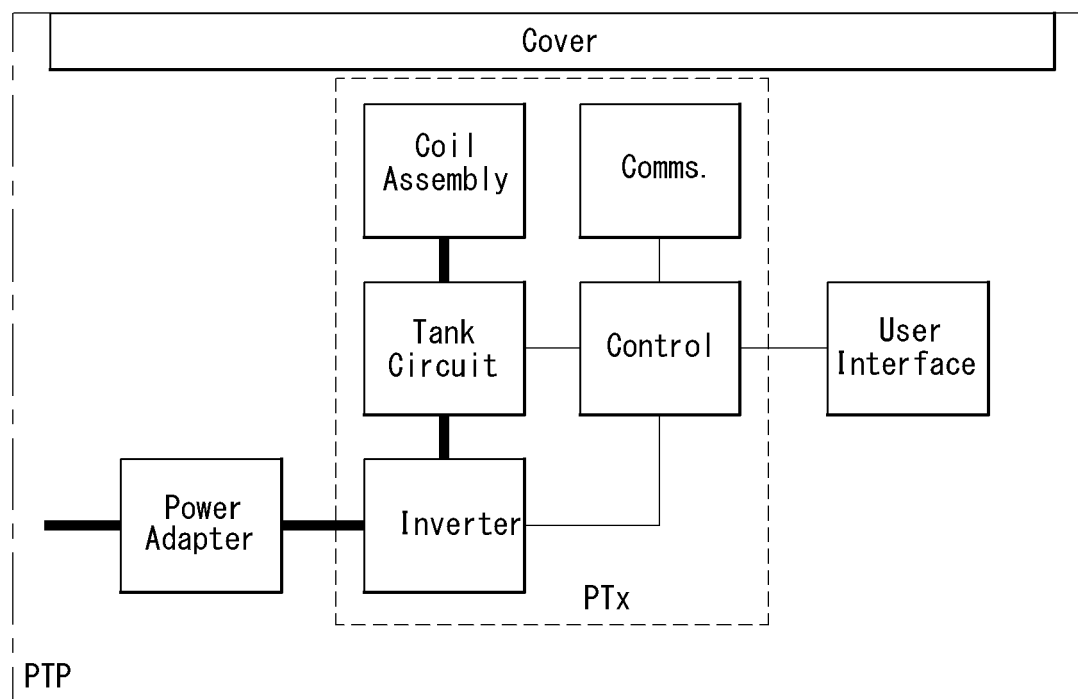 Cover
Coil
Assembly
Comms.
Tank
Circuit
Control
User
Interface
Power
Adapter
Inverter
PTx
PTP